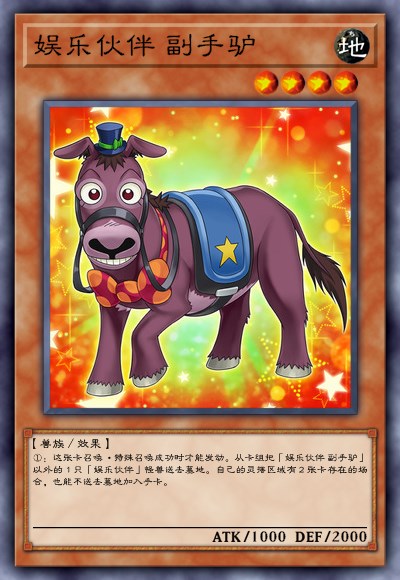 娱乐伙伴 副手驴
地
【兽族／效果】
①：这张卡召唤·特殊召唤成功时才能发动。从卡组把「娱乐伙伴 副手驴」
以外的1只「娱乐伙伴」怪兽送去墓地。自己的灵摆区域有2张卡存在的场
合，也能不送去墓地加入手卡。
ATK/1000 DEF/2000